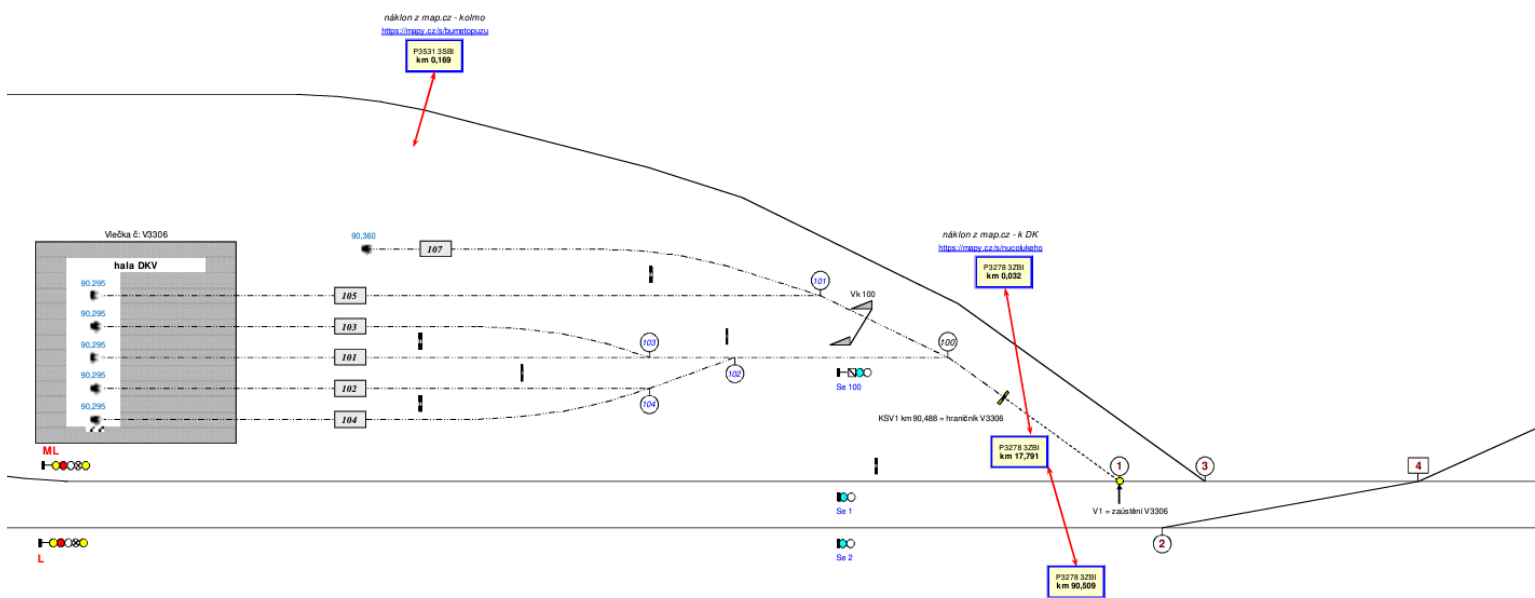 náklon z map.cz - kolmo
https://mapy.cz/s/bumetopuzu
P3531 3SBI
km 0,169
náklon z map.cz - k DK
https://mapy.cz/s/nucolukeho
P3278 3ZBI
km 0,032
Vlečka č: V3306
hala DKV
90,360
107
90,295
105
101
Vk 100
90,295
103
103
100
90,295
101
102
Se 100
90,295
102
104
90,295
104
KSV1 km 90,488 = hraničník V3306
P3278 3ZBI
km 17,791
ML
1
3
4
Se 1
V1 = zaústění V3306
2
L
Se 2
P3278 3ZBI
km 90,509